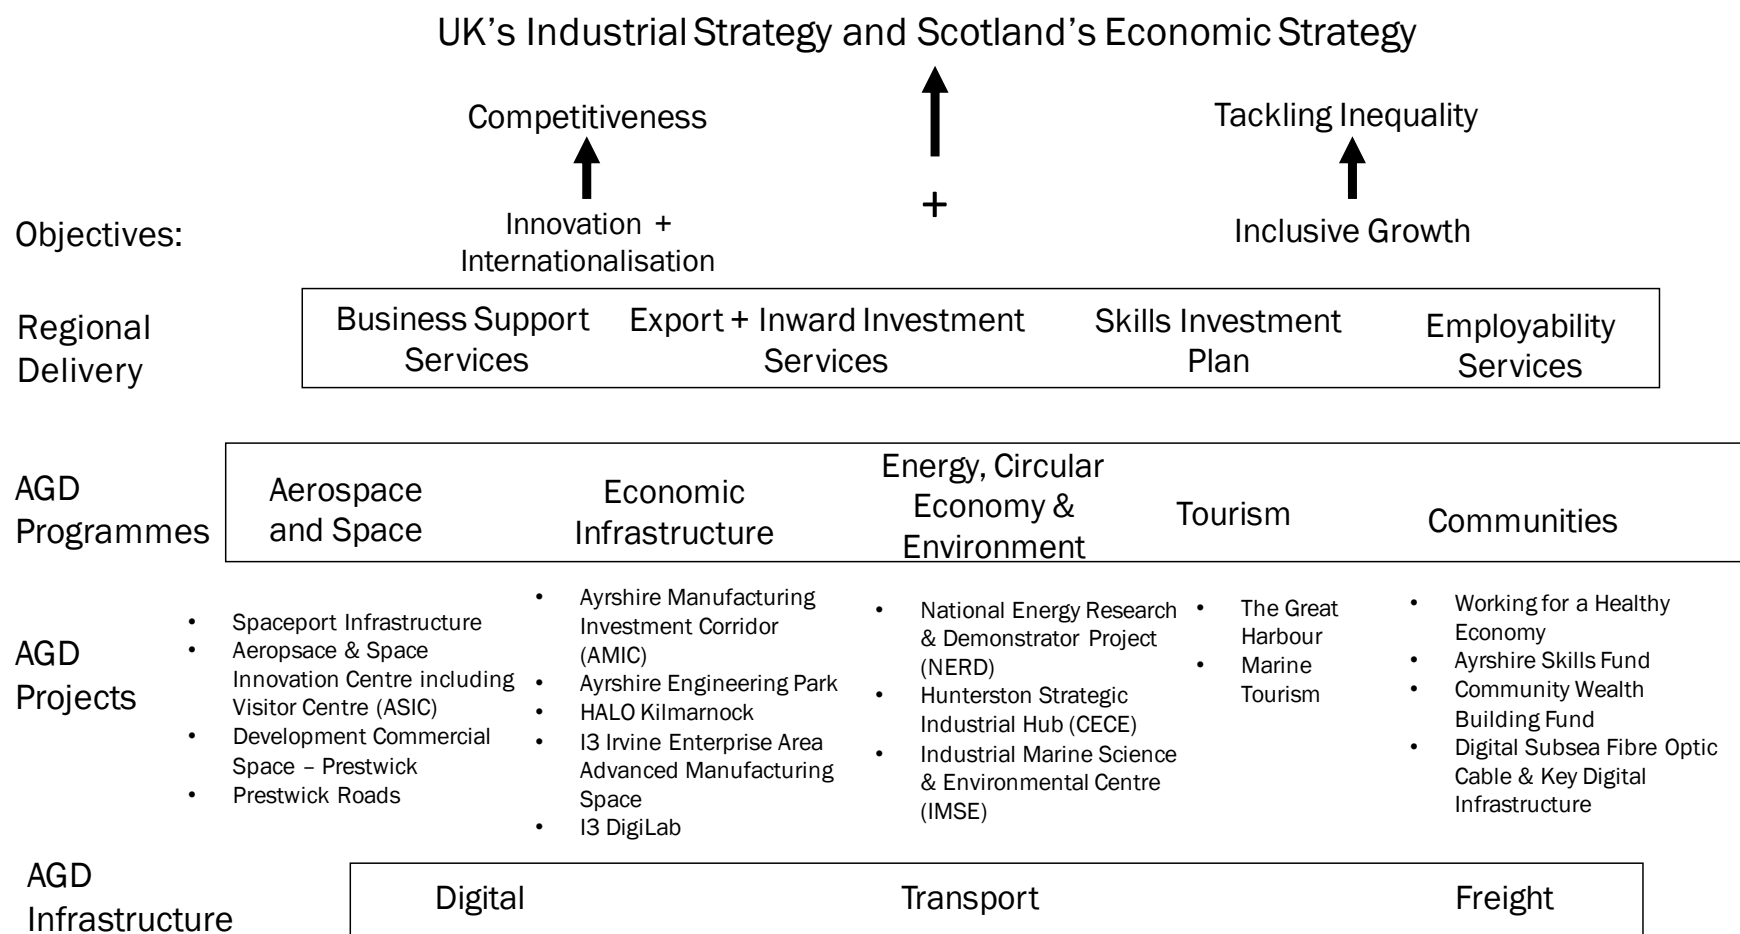 UK's Industrial Strategy and Scotland's Economic Strategy
Competitiveness
Tackling Inequality
+
Objectives:
Innovation +
Internationalisation
Inclusive Growth
Regional
Delivery
Business Support
Services
Export + Inward Investment
Services
Skills Investment
Plan
Employability
Services
AGD
Programmes
Aerospace
and Space
Economic
Infrastructure
Energy, Circular
Economy &
Environment
Tourism
Communities
AGD
Projects
• Spaceport Infrastructure
• Aeropsace & Space
Innovation Centre including
Visitor Centre (ASIC)
• Development Commercial
Space – Prestwick
• Prestwick Roads
• Ayrshire Manufacturing
Investment Corridor
(AMIC)
• Ayrshire Engineering Park
• HALO Kilmarnock
• I3 Irvine Enterprise Area
Advanced Manufacturing
Space
• I3 DigiLab
• National Energy Research
& Demonstrator Project
(NERD)
• Hunterston Strategic
Industrial Hub (CECE)
• Industrial Marine Science
& Environmental Centre
(IMSE)
• The Great
Harbour
• Marine
Tourism
• Working for a Healthy
Economy
• Ayrshire Skills Fund
• Community Wealth
Building Fund
• Digital Subsea Fibre Optic
Cable & Key Digital
Infrastructure
AGD
Infrastructure
Digital
Transport
Freight